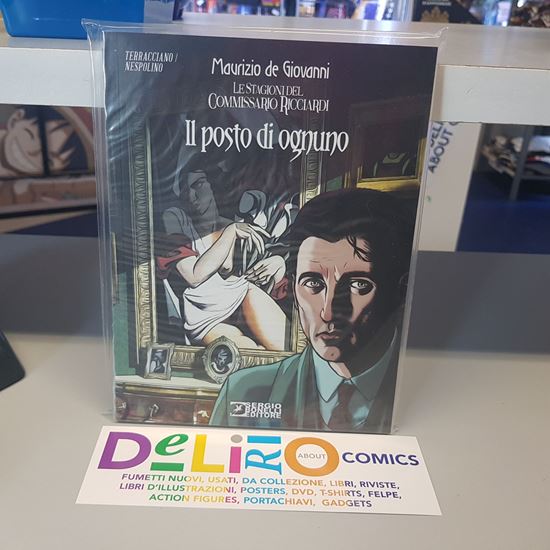 TERRACCIANO /
NESPOLINO
Maurizio de Giovanni
LE STAGIONI DEL
COMMISSARIO RICCIARDI
Il posto di ognuno
SERGIO
BONELLI
EDITORE
DeLiRiO ABOUT COMICS
FUMETTI NUOVI, USATI, DA COLLEZIONE, LIBRI, RIVISTE,
LIBRI D'ILLUSTRAZIONI, POSTERS, DVD, T-SHIRTS, FELPE,
ACTION FIGURES, PORTACHIAVI, GADGETS